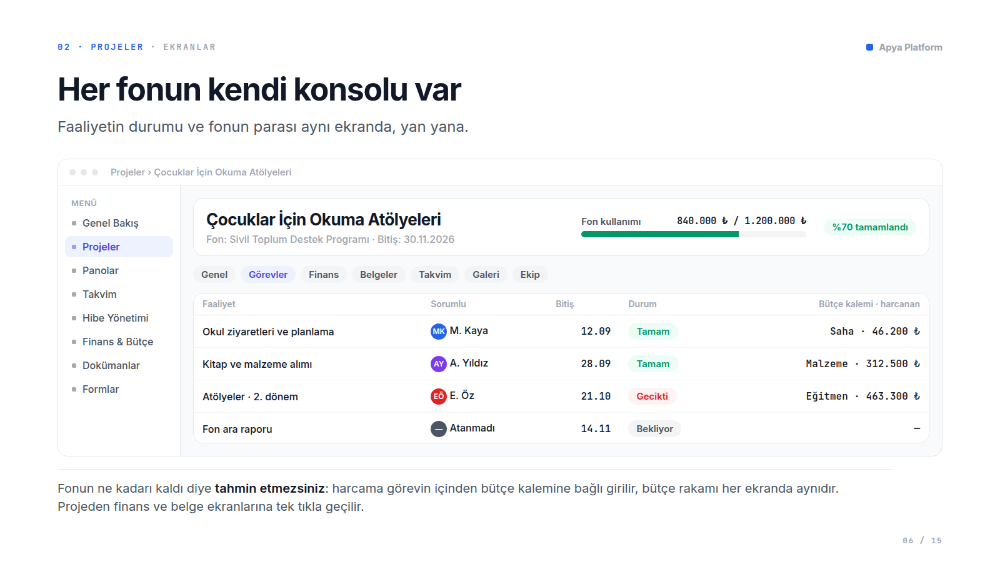 02 · PROJELER · EKRANLAR
Apya Platform
Her fonun kendi konsolu var
Faaliyetin durumu ve fonun parası aynı ekranda, yan yana.
Projeler › Çocuklar İçin Okuma Atölyeleri
MENÜ
Genel Bakış
Projeler
Panolar
Takvim
Hibe Yönetimi
Finans & Bütçe
Dokümanlar
Formlar
Çocuklar İçin Okuma Atölyeleri
Fon: Sivil Toplum Destek Programı · Bitiş: 30.11.2026
Fon kullanımı 840.000 ₺ / 1.200.000 ₺
%70 tamamlandı
Genel Görevler Finans Belgeler Takvim Galeri Ekip
Faaliyet Sorumlu Bitiş Durum Bütçe kalemi · harcanan
Okul ziyaretleri ve planlama MK M. Kaya 12.09 Tamam Saha · 46.200 ₺
Kitap ve malzeme alımı AY A. Yıldız 28.09 Tamam Malzeme · 312.500 ₺
Atölyeler · 2. dönem EÖ E. Öz 21.10 Gecikti Eğitmen · 463.300 ₺
Fon ara raporu — Atanmadı 14.11 Bekliyor —
Fonun ne kadarı kaldı diye tahmin etmezsiniz: harcama görevin içinden bütçe kalemine bağlı girilir, bütçe rakamı her ekranda aynıdır.
Projeden finans ve belge ekranlarına tek tıkla geçilir.
06 / 15